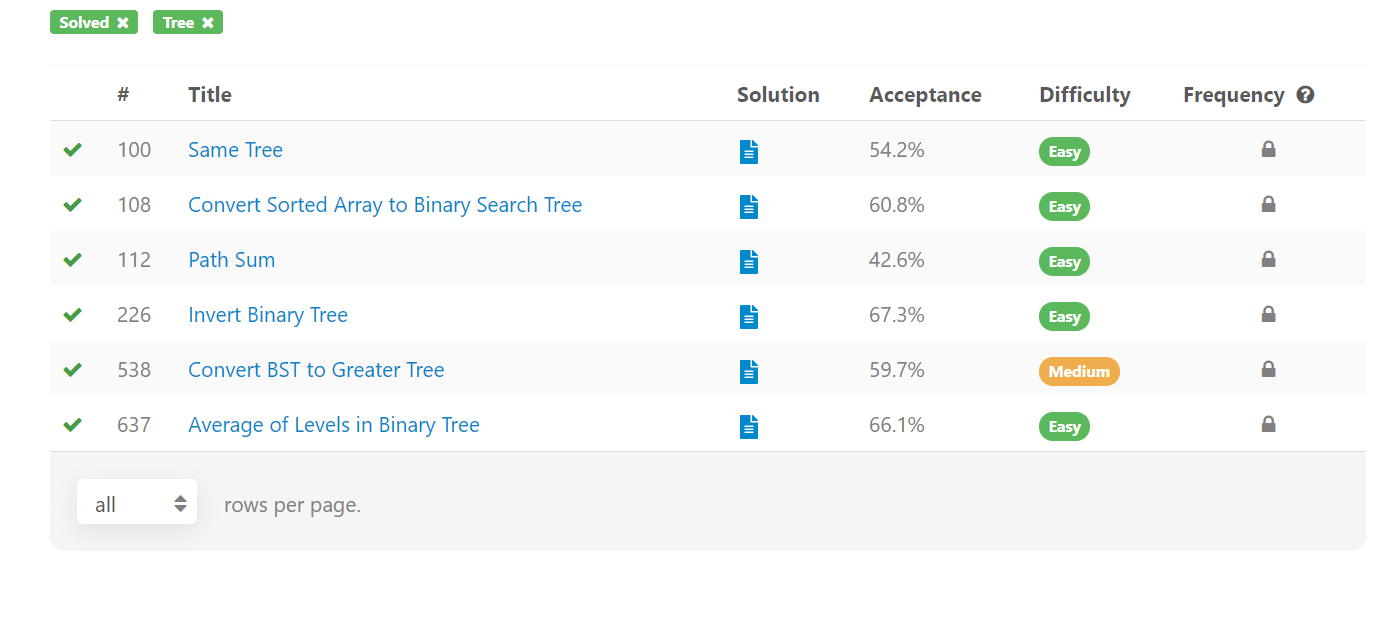 Solved ✖ Tree ✖
# Title Solution Acceptance Difficulty Frequency ?
100 Same Tree 54.2% Easy
108 Convert Sorted Array to Binary Search Tree 60.8% Easy
112 Path Sum 42.6% Easy
226 Invert Binary Tree 67.3% Easy
538 Convert BST to Greater Tree 59.7% Medium
637 Average of Levels in Binary Tree 66.1% Easy
all rows per page.